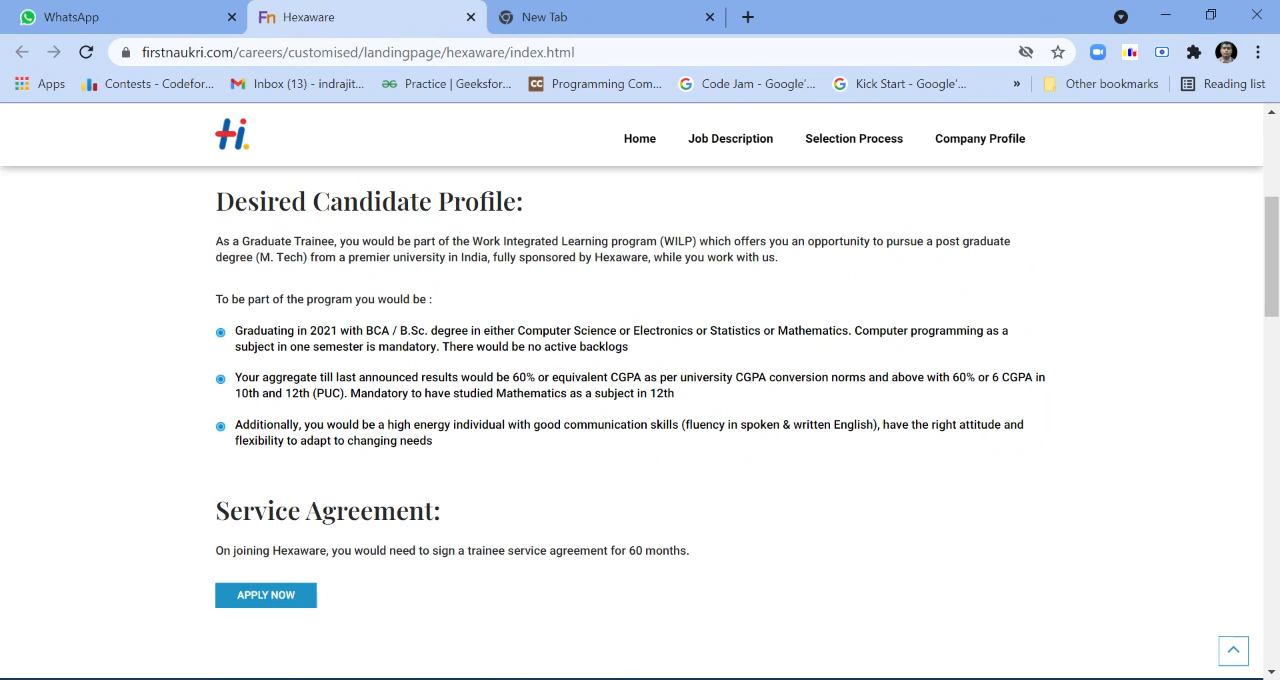 WhatsApp
Hexaware
New Tab
firstnaukri.com/careers/customised/landingpage/hexaware/index.html
Apps
Contests - Codefor...
Inbox (13) - indrajit...
Practice | Geeksfor...
Programming Com...
Code Jam - Google'...
Kick Start - Google'...
»
Other bookmarks
Reading list
Home
Job Description
Selection Process
Company Profile
Desired Candidate Profile:
As a Graduate Trainee, you would be part of the Work Integrated Learning program (WILP) which offers you an opportunity to pursue a post graduate
degree (M. Tech) from a premier university in India, fully sponsored by Hexaware, while you work with us.
To be part of the program you would be :
Graduating in 2021 with BCA / B.Sc. degree in either Computer Science or Electronics or Statistics or Mathematics. Computer programming as a
subject in one semester is mandatory. There would be no active backlogs
Your aggregate till last announced results would be 60% or equivalent CGPA as per university CGPA conversion norms and above with 60% or 6 CGPA in
10th and 12th (PUC). Mandatory to have studied Mathematics as a subject in 12th
Additionally, you would be a high energy individual with good communication skills (fluency in spoken & written English), have the right attitude and
flexibility to adapt to changing needs
Service Agreement:
On joining Hexaware, you would need to sign a trainee service agreement for 60 months.
APPLY NOW